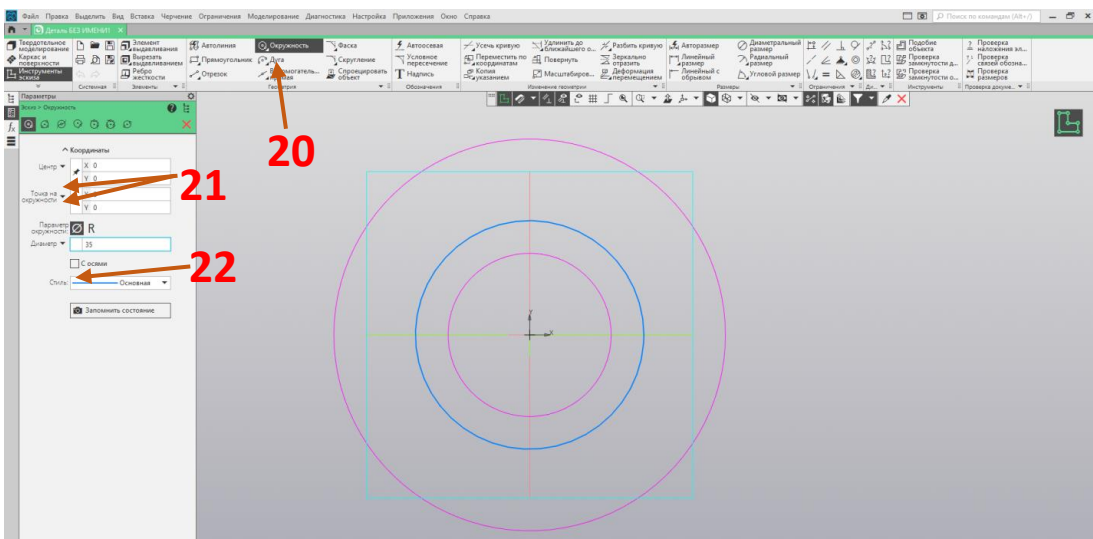 Файл Правка Выделить Вид Вставка Черчение Ограничения Моделирование Диагностика Настройка Приложения Окно Справка
Поиск по командам (Alt+/)
Деталь БЕЗ ИМЕНИ1
Твердотельное моделирование
Каркас и поверхности
Инструменты эскиза
Системная
Элемент выдавливания
Вырезать выдавливанием
Ребро жесткости
Элементы
Автолиния
Прямоугольник
Отрезок
Окружность
Дуга
прямая
Фаска
Скругление
Спроецировать объект
Геометрия
Автоосевая
Условное пересечение
Надпись
Обозначения
Усечь кривую
Переместить по координатам
Копия указанием
Удлинить до ближайшего о...
Повернуть
Масштабиров...
Разбить кривую
Зеркально отразить
Деформация перемещением
Изменение геометрии
Авторазмер
Линейный размер
Линейный с обрывом
Диаметральный размер
Радиальный размер
Угловой размер
Размеры
Ограничения
Ди...
Подобие объекта
Проверка замкнутости д...
Проверка замкнутости о...
Инструменты
Проверка наложения эл...
Проверка связей обозна...
Проверка размеров
Проверка докуме...
Параметры
Эскиз > Окружность
Координаты
Центр X 0
Y 0
Точка на окружности
Y 0
Параметр окружности: R
Диаметр 35
С осями
Стиль: Основная
Запомнить состояние
20
21
22
Y
X